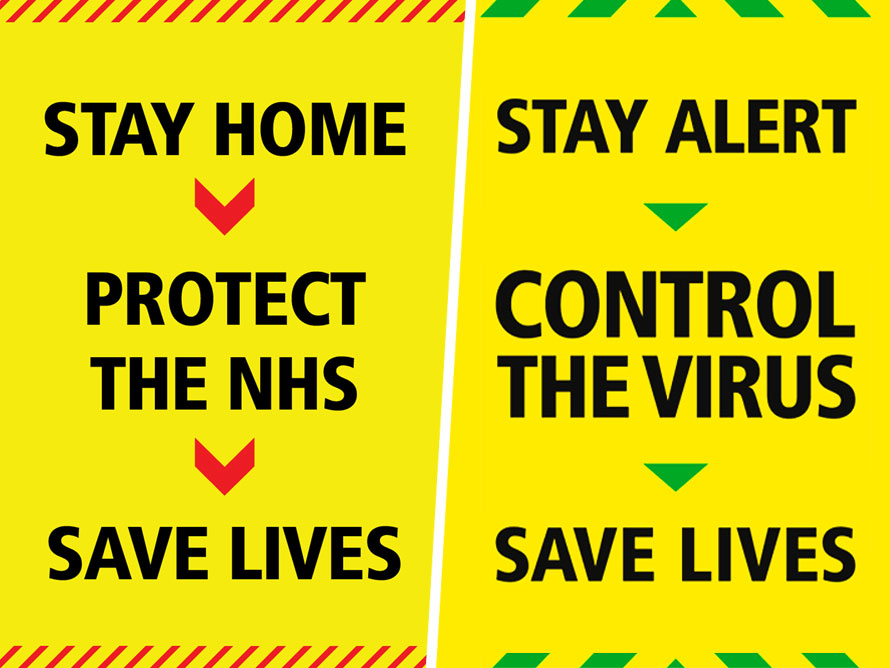 STAY HOME
PROTECT
THE NHS
SAVE LIVES
STAY ALERT
CONTROL
THE VIRUS
SAVE LIVES